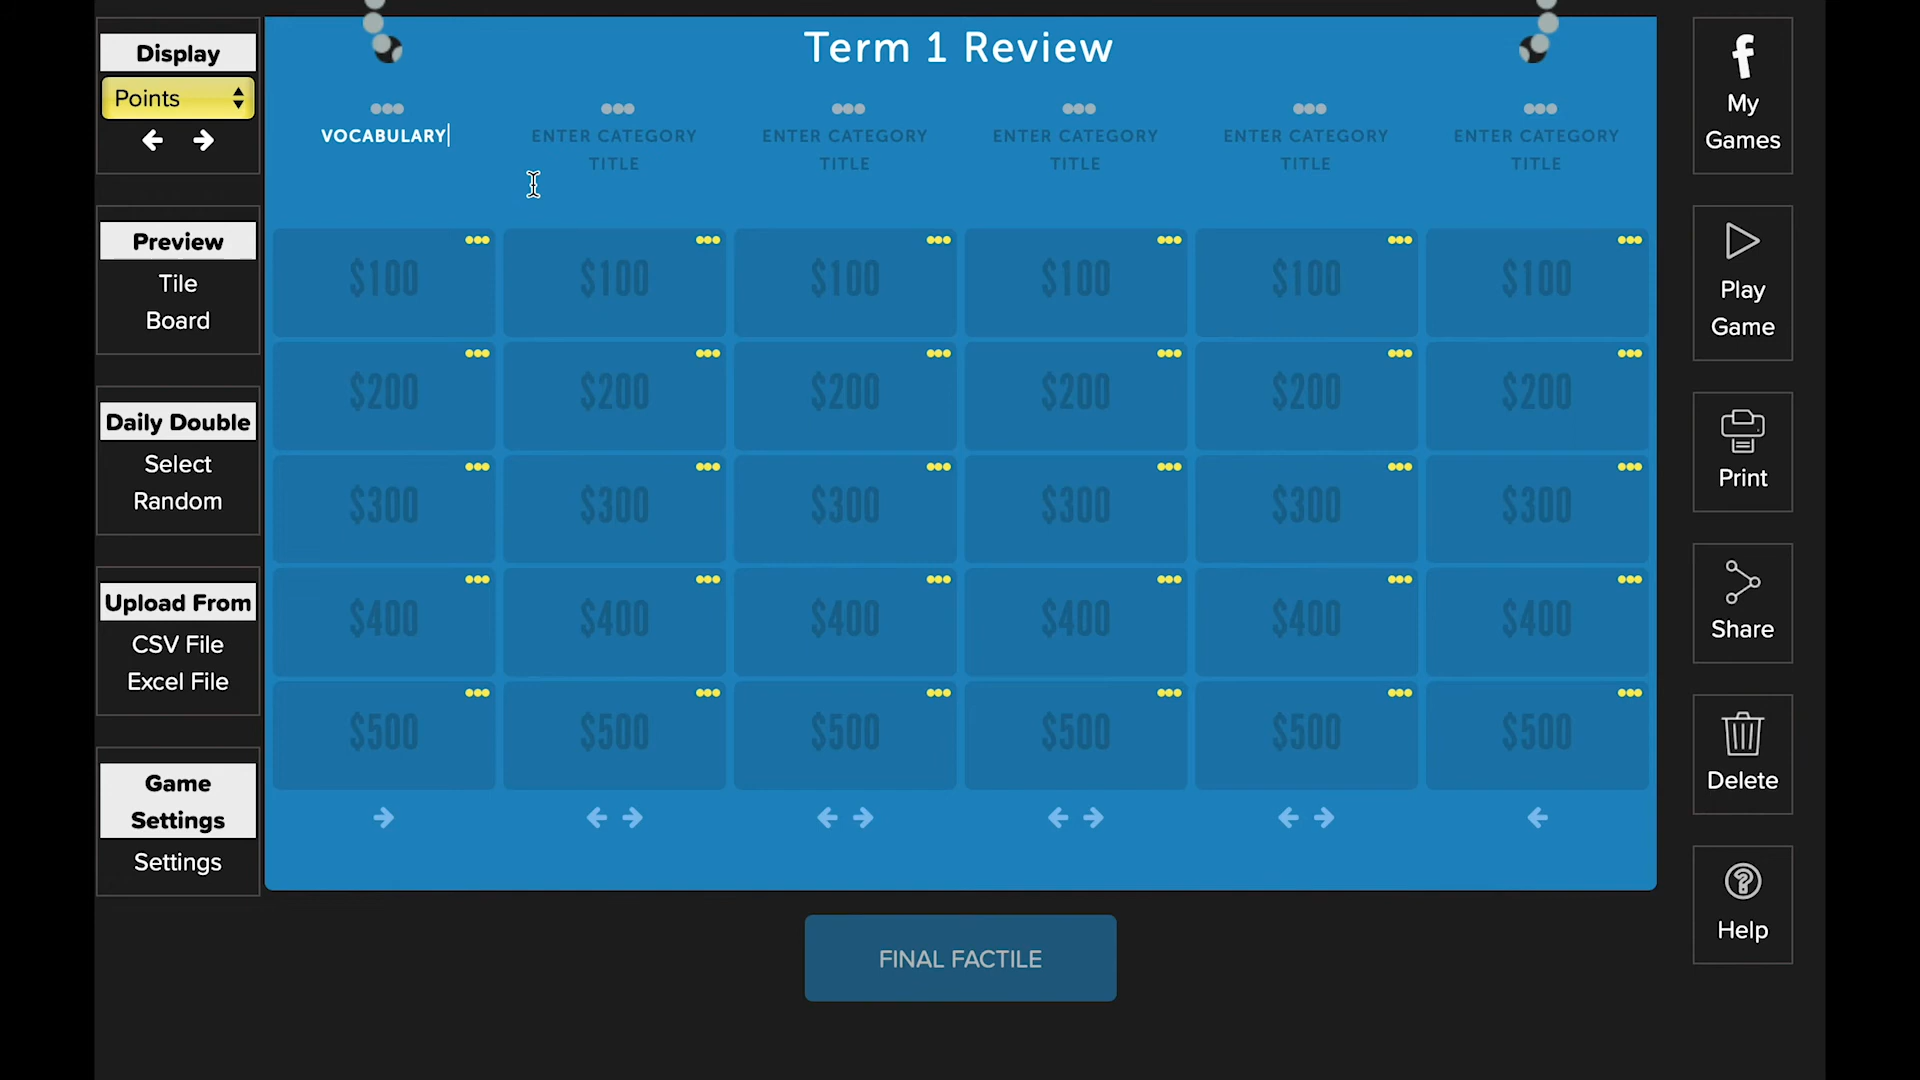 Display
Points
Preview
Tile
Board
Daily Double
Select
Random
Upload From
CSV File
Excel File
Game
Settings
Settings
Term 1 Review
VOCABULARY
ENTER CATEGORY
TITLE
ENTER CATEGORY
TITLE
ENTER CATEGORY
TITLE
ENTER CATEGORY
TITLE
ENTER CATEGORY
TITLE
$100 $100 $100 $100 $100 $100
$200 $200 $200 $200 $200 $200
$300 $300 $300 $300 $300 $300
$400 $400 $400 $400 $400 $400
$500 $500 $500 $500 $500 $500
FINAL FACTILE
My
Games
Play
Game
Print
Share
Delete
Help